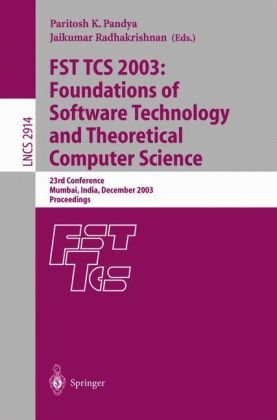 Paritosh K. Pandya
Jaikumar Radhakrishnan (Eds.)
LNCS 2914
FST TCS 2003:
Foundations of
Software Technology
and Theoretical
Computer Science
23rd Conference
Mumbai, India, December 2003
Proceedings
FST
TCS
Springer